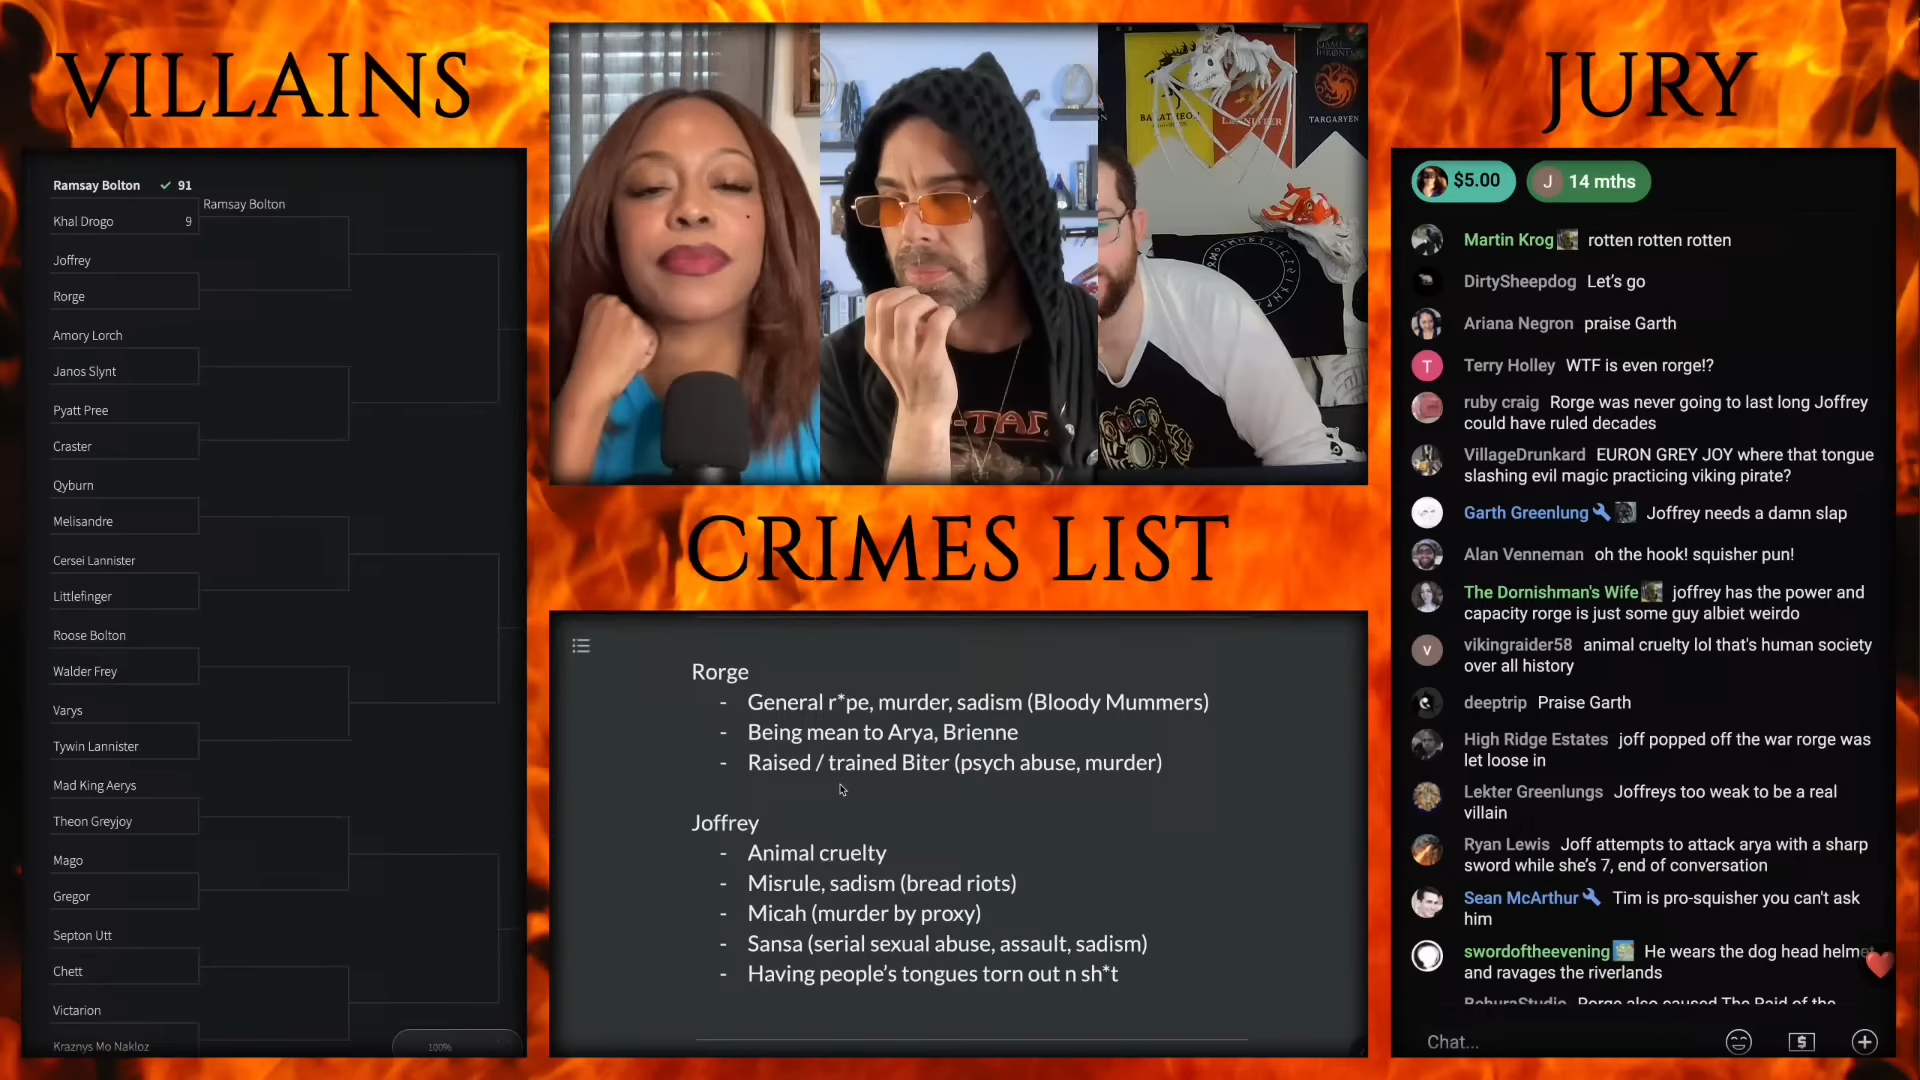 VILLAINS
Ramsay Bolton 91
Khal Drogo 9
Ramsay Bolton
Joffrey
Rorge
Amory Lorch
Janos Slynt
Pyatt Pree
Craster
Qyburn
Melisandre
Cersei Lannister
Littlefinger
Roose Bolton
Walder Frey
Varys
Tywin Lannister
Mad King Aerys
Theon Greyjoy
Mago
Gregor
Septon Utt
Chett
Victarion
Kraznys Mo Nakloz
100%
GAME
THRONES
LANNISTER
TARGARYEN
CRIMES LIST
Rorge
- General r*pe, murder, sadism (Bloody Mummers)
- Being mean to Arya, Brienne
- Raised / trained Biter (psych abuse, murder)
Joffrey
- Animal cruelty
- Misrule, sadism (bread riots)
- Micah (murder by proxy)
- Sansa (serial sexual abuse, assault, sadism)
- Having people's tongues torn out n sh*t
JURY
$5.00
J 14 mths
Martin Krog rotten rotten rotten
DirtySheepdog Let's go
Ariana Negron praise Garth
T Terry Holley WTF is even rorge!?
ruby craig Rorge was never going to last long Joffrey
could have ruled decades
VillageDrunkard EURON GREY JOY where that tongue
slashing evil magic practicing viking pirate?
Garth Greenlung Joffrey needs a damn slap
Alan Venneman oh the hook! squisher pun!
The Dornishman's Wife joffrey has the power and
capacity rorge is just some guy albiet weirdo
v vikingraider58 animal cruelty lol that's human society
over all history
deeptrip Praise Garth
High Ridge Estates joff popped off the war rorge was
let loose in
Lekter Greenlungs Joffreys too weak to be a real
villain
Ryan Lewis Joff attempts to attack arya with a sharp
sword while she's 7, end of conversation
Sean McArthur Tim is pro-squisher you can't ask
him
swordoftheevening He wears the dog head helmet
and ravages the riverlands
Rorge also caused The Raid of the
Chat...